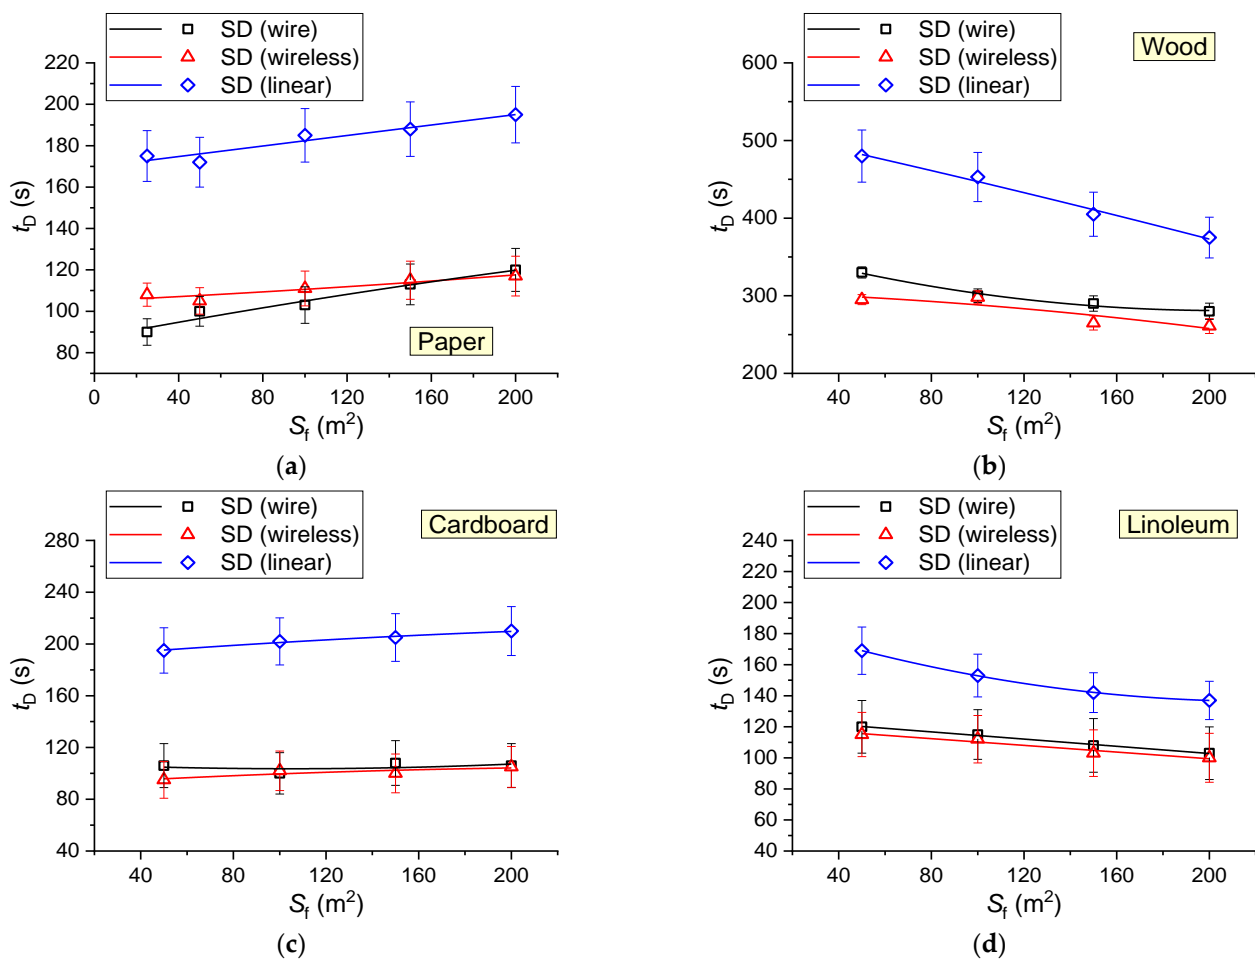 SD (wire)
SD (wireless)
SD (linear)
Paper
220
200
180
160
140
120
100
80
0
40
80
120
160
200
t_D (s)
S_f (m²)
(a)
SD (wire)
SD (wireless)
SD (linear)
Wood
600
500
400
300
200
40
80
120
160
200
t_D (s)
S_f (m²)
(b)
SD (wire)
SD (wireless)
SD (linear)
Cardboard
280
240
200
160
120
80
40
40
80
120
160
200
t_D (s)
S_f (m²)
(c)
SD (wire)
SD (wireless)
SD (linear)
Linoleum
240
220
200
180
160
140
120
100
80
60
40
40
80
120
160
200
t_D (s)
S_f (m²)
(d)